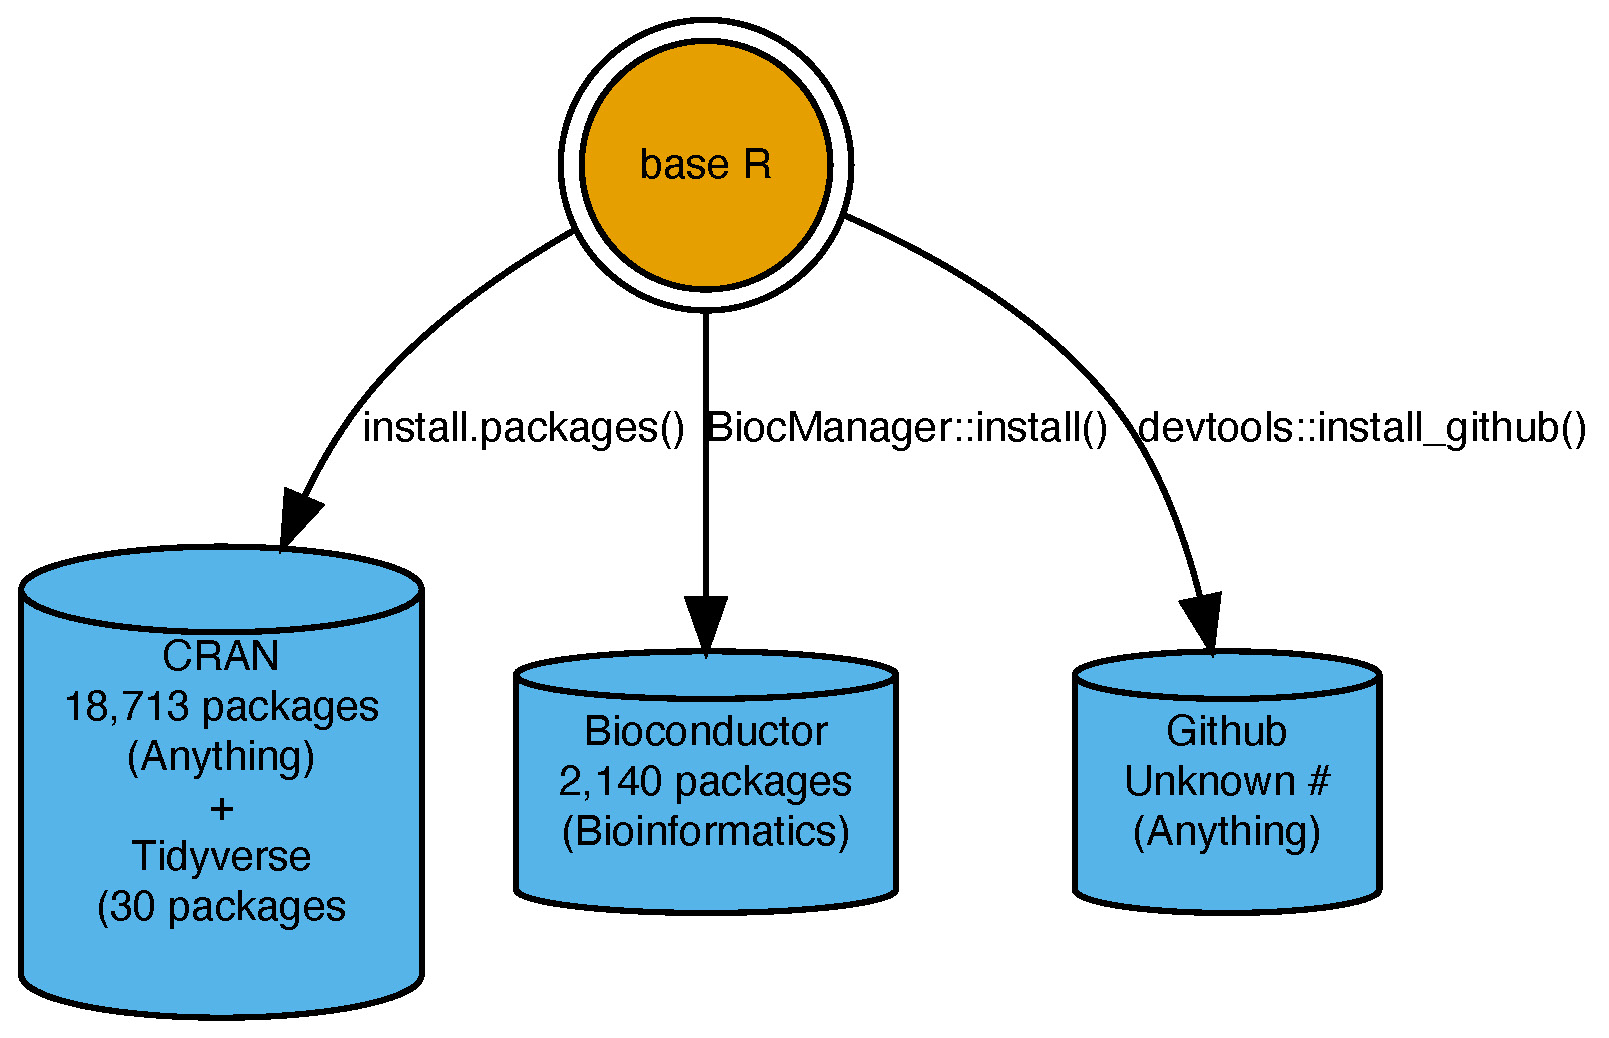 base R
install.packages()
BiocManager::install()
devtools::install_github()
CRAN
18,713 packages
(Anything)
+
Tidyverse
(30 packages
Bioconductor
2,140 packages
(Bioinformatics)
Github
Unknown #
(Anything)